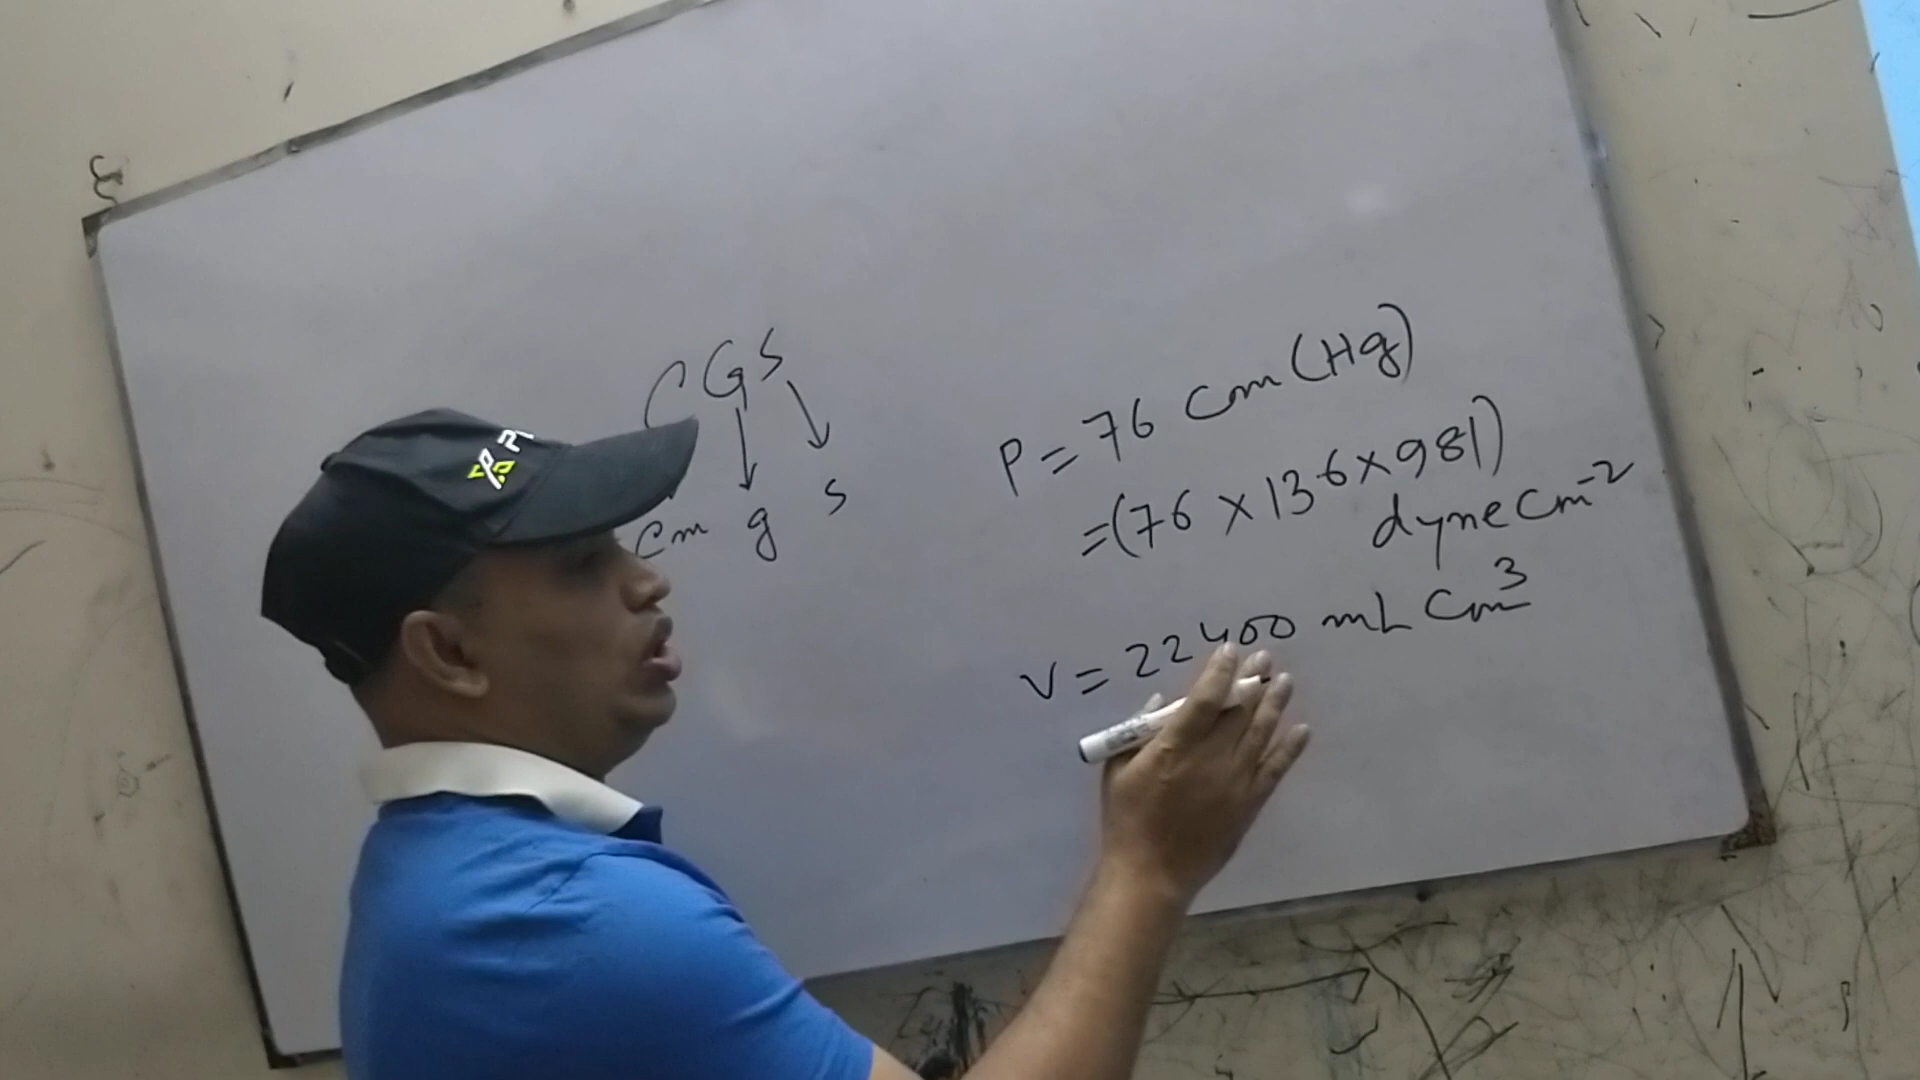 CGS
cm g s
P = 76 cm (Hg)
= (76 × 13.6 × 981)
dyne cm⁻²
V = 22400 mL cm³